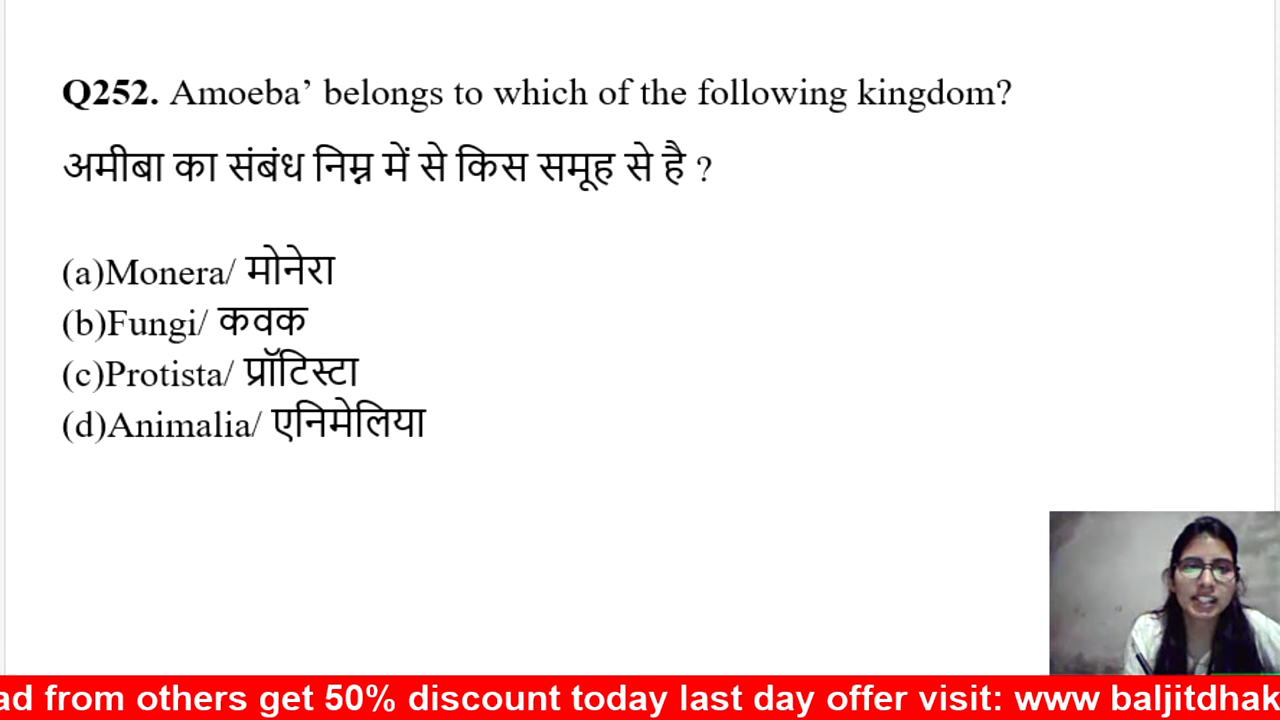 Q252. Amoeba’ belongs to which of the following kingdom?
अमीबा का संबंध निम्न में से किस समूह से है ?
(a)Monera/ मोनेरा
(b)Fungi/ कवक
(c)Protista/ प्रॉटिस्टा
(d)Animalia/ एनिमेलिया
ad from others get 50% discount today last day offer visit: www baljitdhak